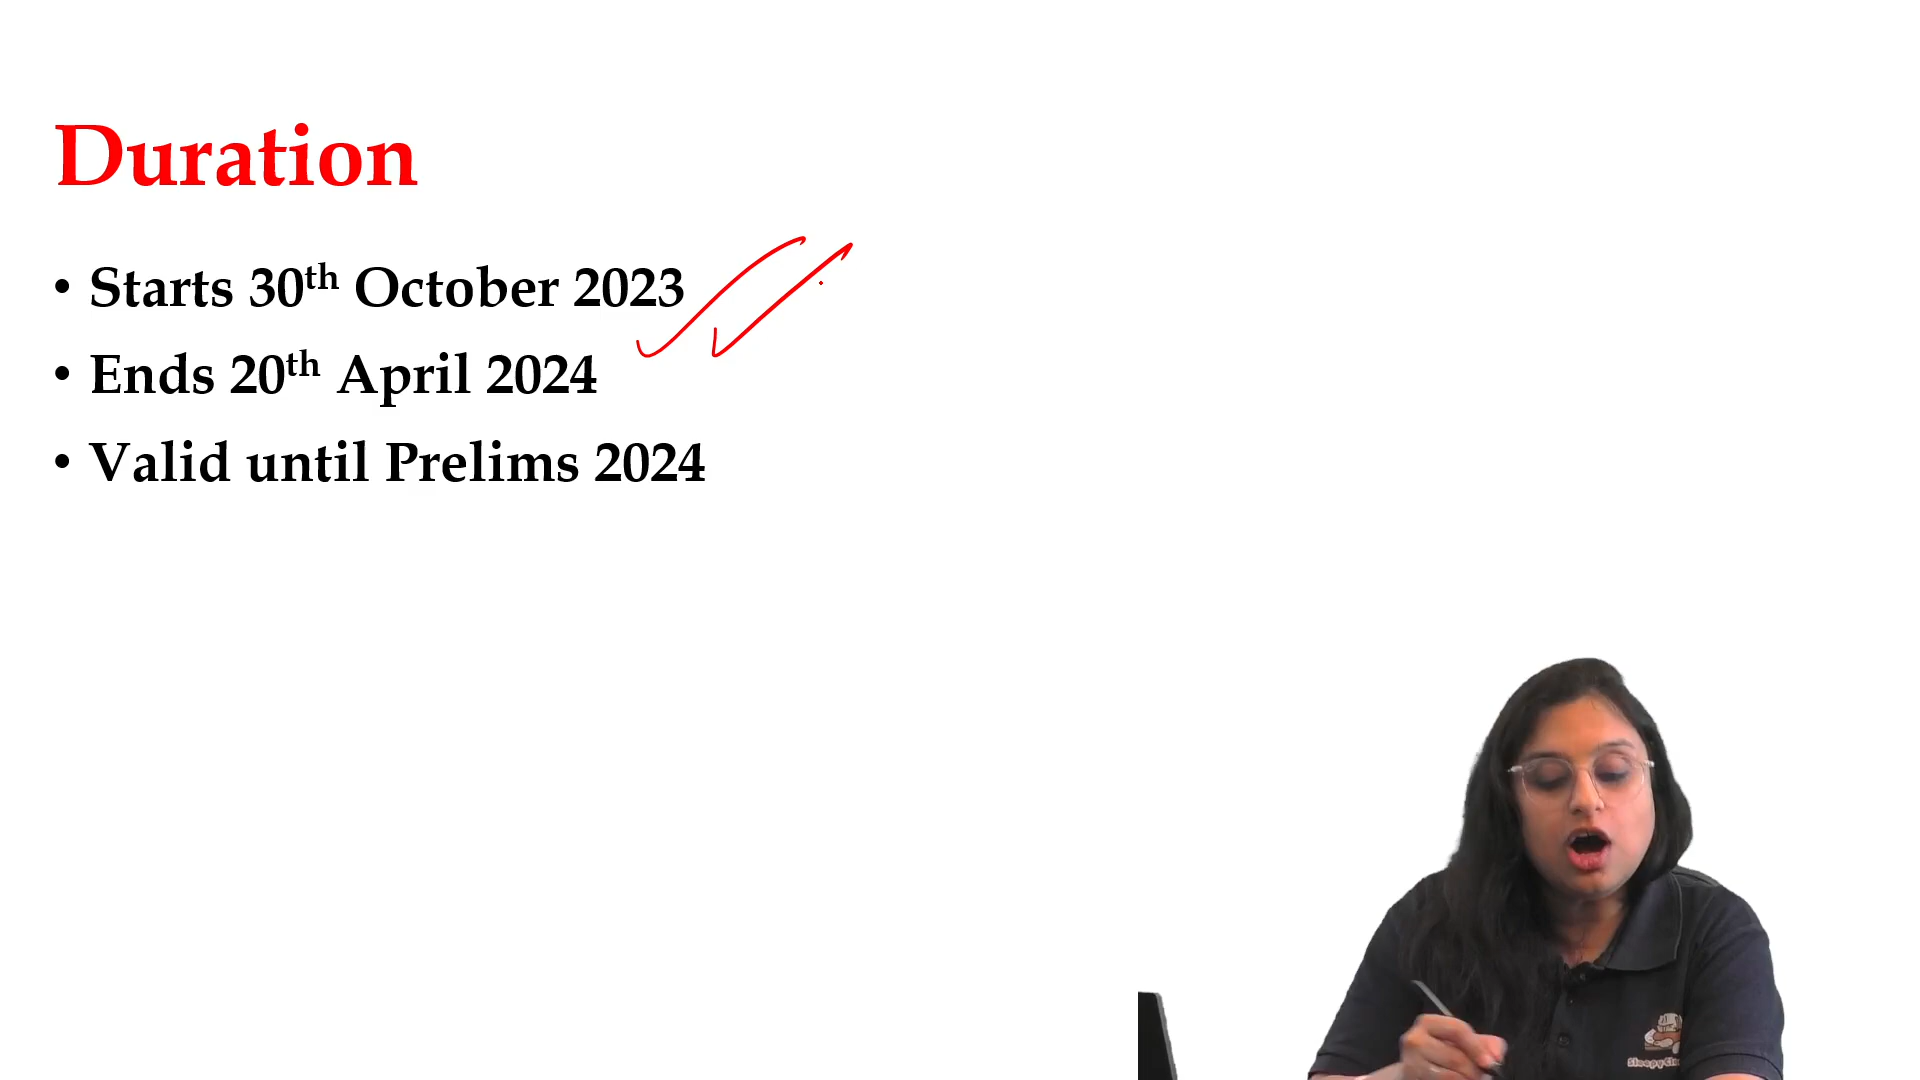 Duration
• Starts 30th October 2023
• Ends 20th April 2024
• Valid until Prelims 2024